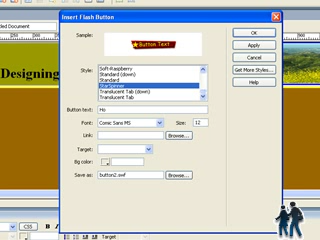 Insert Flash Button
ded Document
Sample:
Button Text
OK
Apply
Cancel
Get More Styles...
Help
Style:
Soft-Raspberry
Standard (down)
Standard
StarSpinner
Translucent Tab (down)
Translucent Tab
Designing
Button text: Ho
Font: Comic Sans MS Size: 12
Link: Browse...
Target:
Bg color:
Save as: button2.swf Browse...
CSS B Target